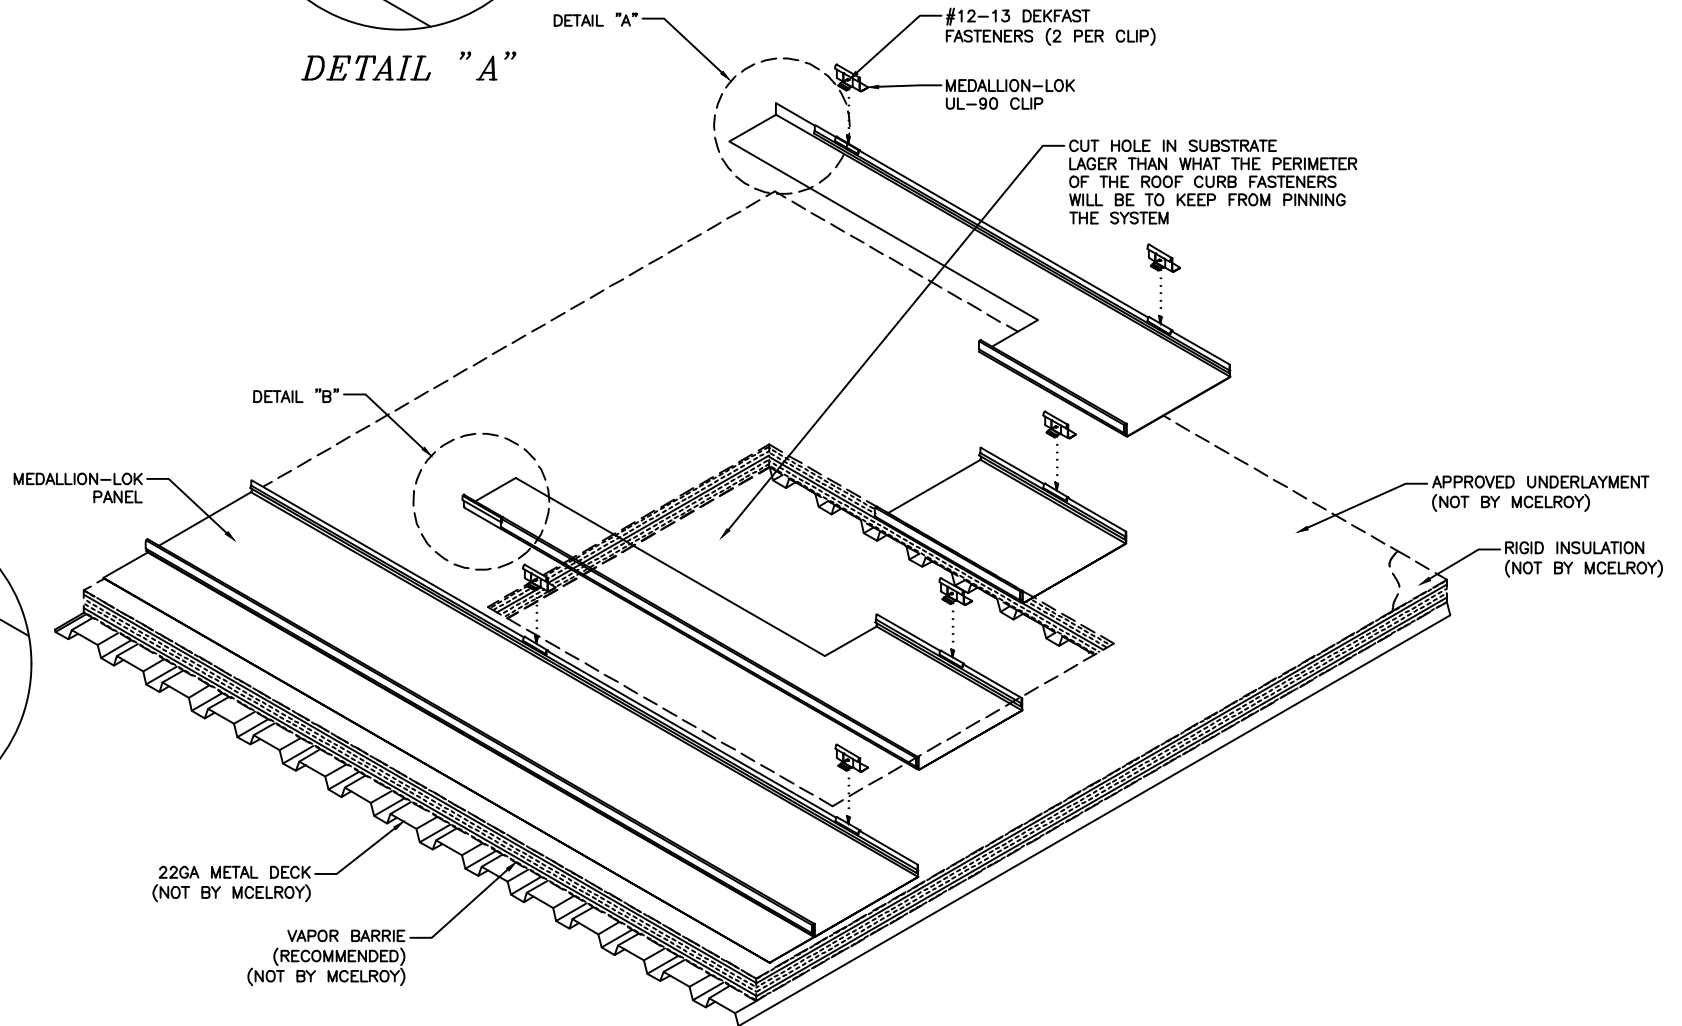 DETAIL "A"
DETAIL "A"
#12-13 DEKFAST
FASTENERS (2 PER CLIP)
MEDALLION-LOK
UL-90 CLIP
CUT HOLE IN SUBSTRATE
LAGER THAN WHAT THE PERIMETER
OF THE ROOF CURB FASTENERS
WILL BE TO KEEP FROM PINNING
THE SYSTEM
DETAIL "B"
MEDALLION-LOK
PANEL
APPROVED UNDERLAYMENT
(NOT BY MCELROY)
RIGID INSULATION
(NOT BY MCELROY)
22GA METAL DECK
(NOT BY MCELROY)
VAPOR BARRIE
(RECOMMENDED)
(NOT BY MCELROY)